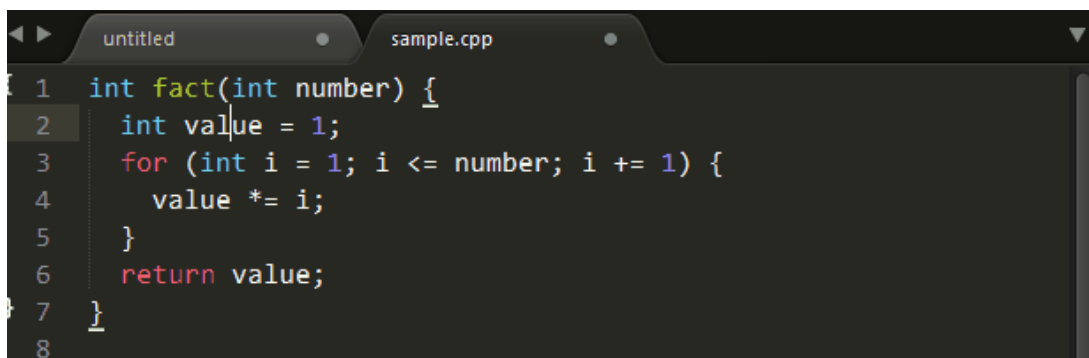 untitled sample.cpp
1 int fact(int number) {
2   int value = 1;
3   for (int i = 1; i <= number; i += 1) {
4     value *= i;
5   }
6   return value;
7 }
8